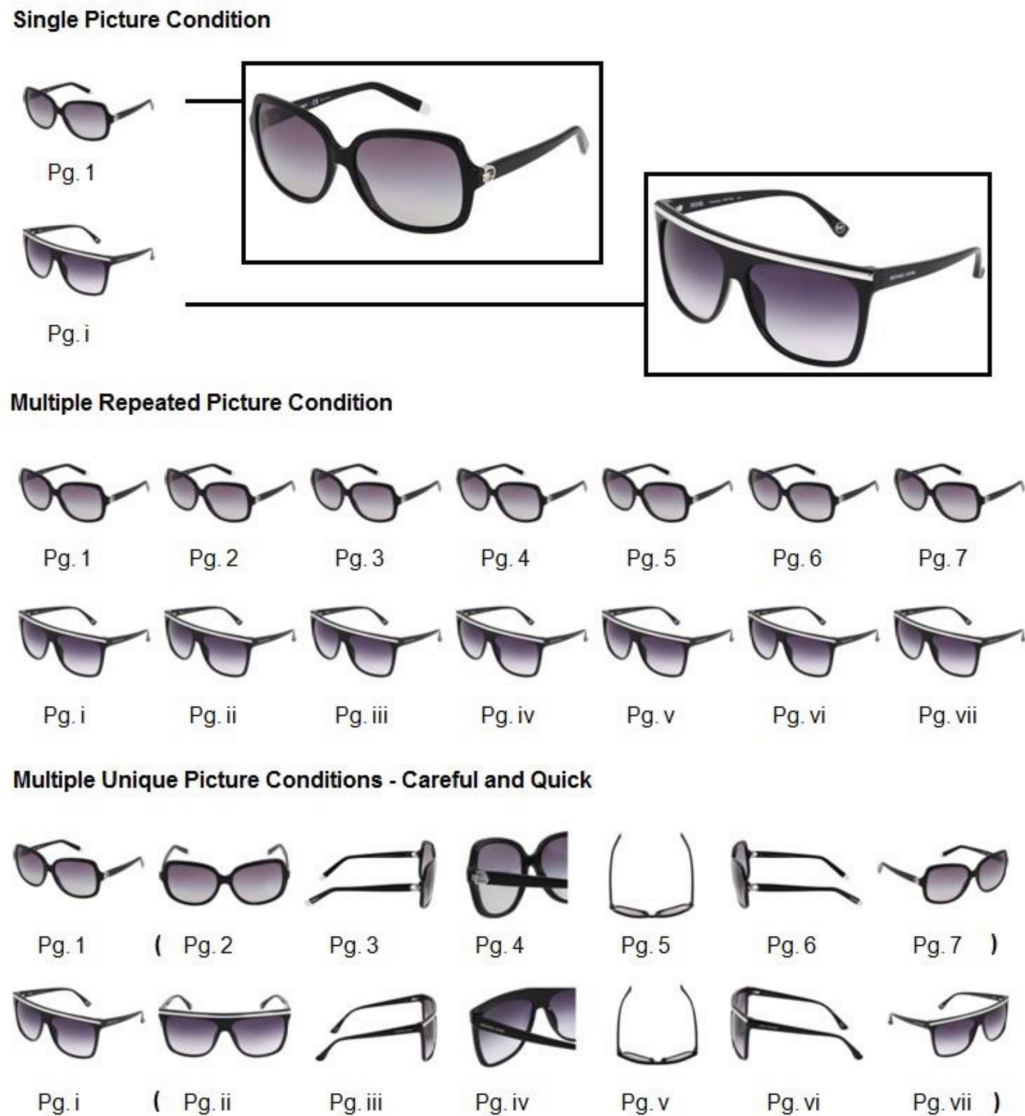 Single Picture Condition
Pg. 1
Pg. i
Multiple Repeated Picture Condition
Pg. 1 Pg. 2 Pg. 3 Pg. 4 Pg. 5 Pg. 6 Pg. 7
Pg. i Pg. ii Pg. iii Pg. iv Pg. v Pg. vi Pg. vii
Multiple Unique Picture Conditions - Careful and Quick
Pg. 1 ( Pg. 2 Pg. 3 Pg. 4 Pg. 5 Pg. 6 Pg. 7 )
Pg. i ( Pg. ii Pg. iii Pg. iv Pg. v Pg. vi Pg. vii )